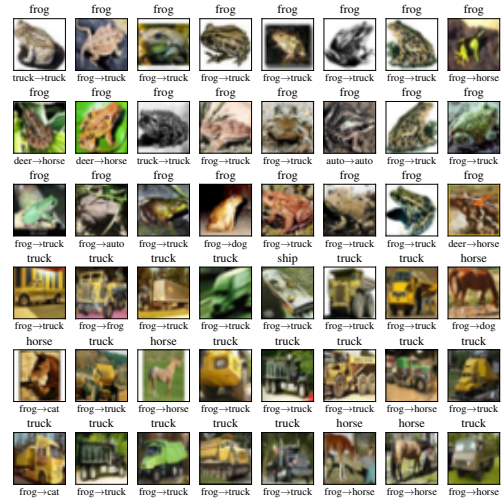 frog frog frog frog frog frog frog frog
truck→truck frog→truck frog→truck frog→truck frog→truck frog→truck frog→truck frog→horse
frog frog frog frog frog frog frog frog
deer→horse deer→horse truck→truck frog→truck frog→truck auto→auto frog→truck frog→truck
frog frog frog frog frog frog frog frog
frog→truck frog→auto frog→truck frog→dog frog→truck frog→truck frog→truck deer→horse
truck truck truck truck ship truck truck horse
frog→truck frog→frog frog→truck frog→truck frog→truck frog→truck frog→truck frog→dog
horse truck horse truck truck truck truck truck
frog→cat frog→truck frog→horse frog→truck frog→truck frog→truck frog→horse frog→truck
truck truck truck truck truck horse horse truck
frog→cat frog→truck frog→truck frog→truck frog→truck frog→horse frog→horse frog→horse